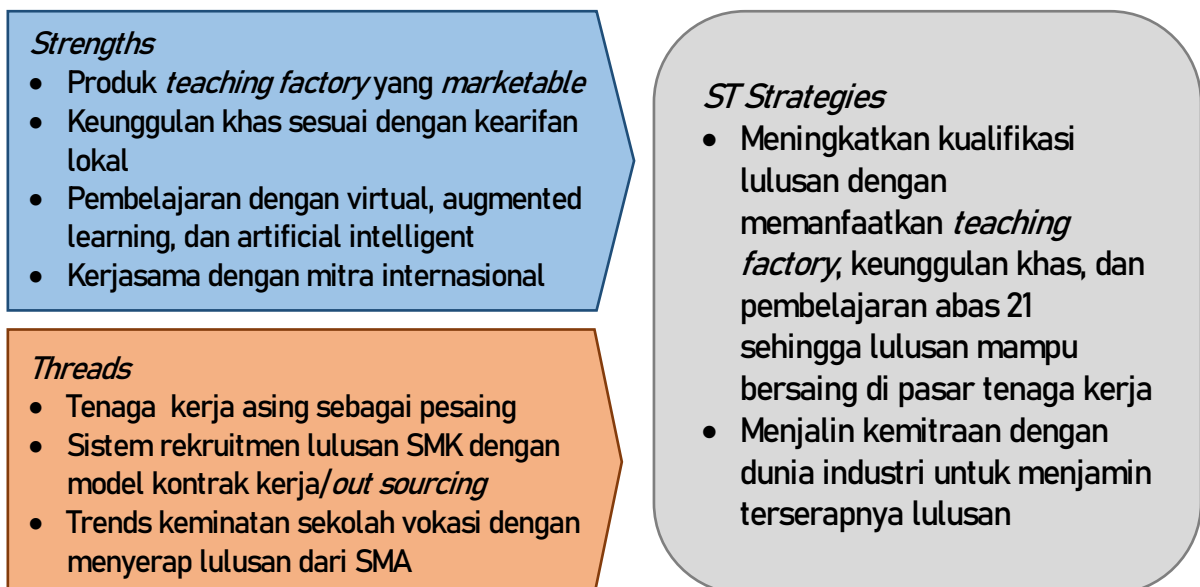 Strengths
• Produk teaching factory yang marketable
• Keunggulan khas sesuai dengan kearifan
lokal
• Pembelajaran dengan virtual, augmented
learning, dan artificial intelligent
• Kerjasama dengan mitra internasional
Threads
• Tenaga kerja asing sebagai pesaing
• Sistem rekruitmen lulusan SMK dengan
model kontrak kerja/out sourcing
• Trends keminatan sekolah vokasi dengan
menyerap lulusan dari SMA
ST Strategies
• Meningkatkan kualifikasi
lulusan dengan
memanfaatkan teaching
factory, keunggulan khas, dan
pembelajaran abas 21
sehingga lulusan mampu
bersaing di pasar tenaga kerja
• Menjalin kemitraan dengan
dunia industri untuk menjamin
terserapnya lulusan